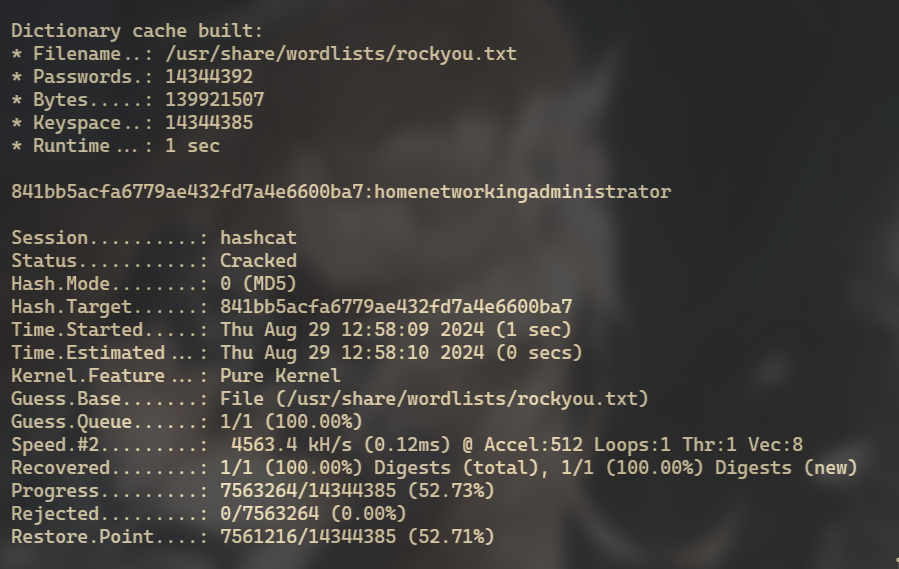 Dictionary cache built:
* Filename..: /usr/share/wordlists/rockyou.txt
* Passwords.: 14344392
* Bytes.....: 139921507
* Keyspace..: 14344385
* Runtime...: 1 sec
841bb5acfa6779ae432fd7a4e6600ba7:homenetworkingadministrator
Session..........: hashcat
Status...........: Cracked
Hash.Mode........: 0 (MD5)
Hash.Target......: 841bb5acfa6779ae432fd7a4e6600ba7
Time.Started.....: Thu Aug 29 12:58:09 2024 (1 sec)
Time.Estimated...: Thu Aug 29 12:58:10 2024 (0 secs)
Kernel.Feature...: Pure Kernel
Guess.Base.......: File (/usr/share/wordlists/rockyou.txt)
Guess.Queue......: 1/1 (100.00%)
Speed.#2.........:  4563.4 kH/s (0.12ms) @ Accel:512 Loops:1 Thr:1 Vec:8
Recovered........: 1/1 (100.00%) Digests (total), 1/1 (100.00%) Digests (new)
Progress.........: 7563264/14344385 (52.73%)
Rejected.........: 0/7563264 (0.00%)
Restore.Point....: 7561216/14344385 (52.71%)